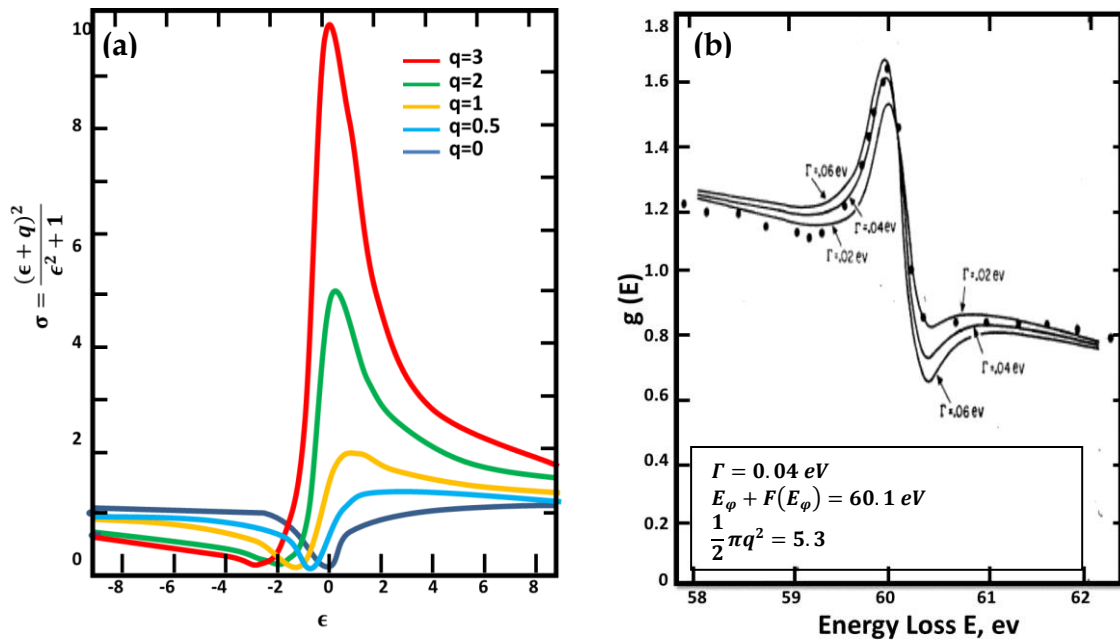 (a)
10
8
6
4
2
0
σ = (ϵ + q)² / ϵ² + 1
q=3
q=2
q=1
q=0.5
q=0
-8 -6 -4 -2 0 2 4 6 8
ϵ
(b)
1.8
1.6
1.4
1.2
1.0
0.8
0.6
0.4
0.2
0
g (E)
Γ=.06 eV
Γ=.04 eV
Γ=.02 eV
Γ=.02 eV
Γ=.04 eV
Γ=.06 eV
Γ = 0.04 eV
E_φ + F(E_φ) = 60.1 eV
1/2 πq² = 5.3
58 59 60 61 62
Energy Loss E, ev